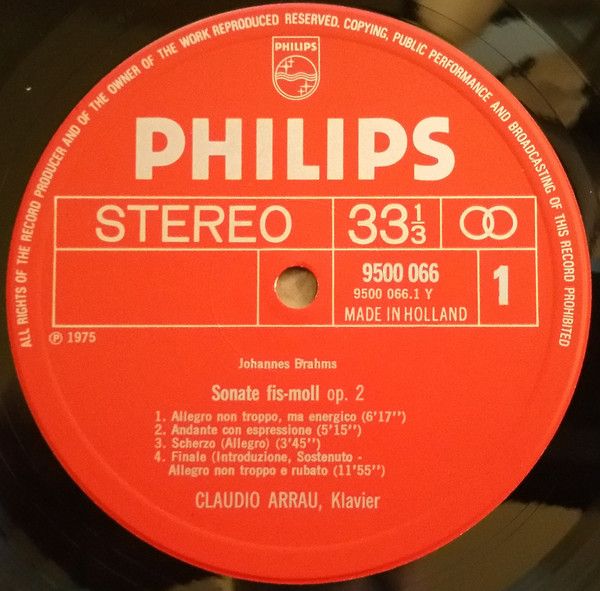 ALL RIGHTS OF THE RECORD PRODUCER AND OF THE OWNER OF THE WORK REPRODUCED RESERVED. COPYING, PUBLIC PERFORMANCE AND BROADCASTING OF THIS RECORD PROHIBITED
PHILIPS
PHILIPS
STEREO 33 1/3
9500 066
9500 066.1 Y
MADE IN HOLLAND
1
℗ 1975
Johannes Brahms
Sonate fis-moll op. 2
1. Allegro non troppo, ma energico (6'17'')
2. Andante con espressione (5'15'')
3. Scherzo (Allegro) (3'45'')
4. Finale (Introduzione, Sostenuto -
Allegro non troppo e rubato (11'55'')
CLAUDIO ARRAU, Klavier